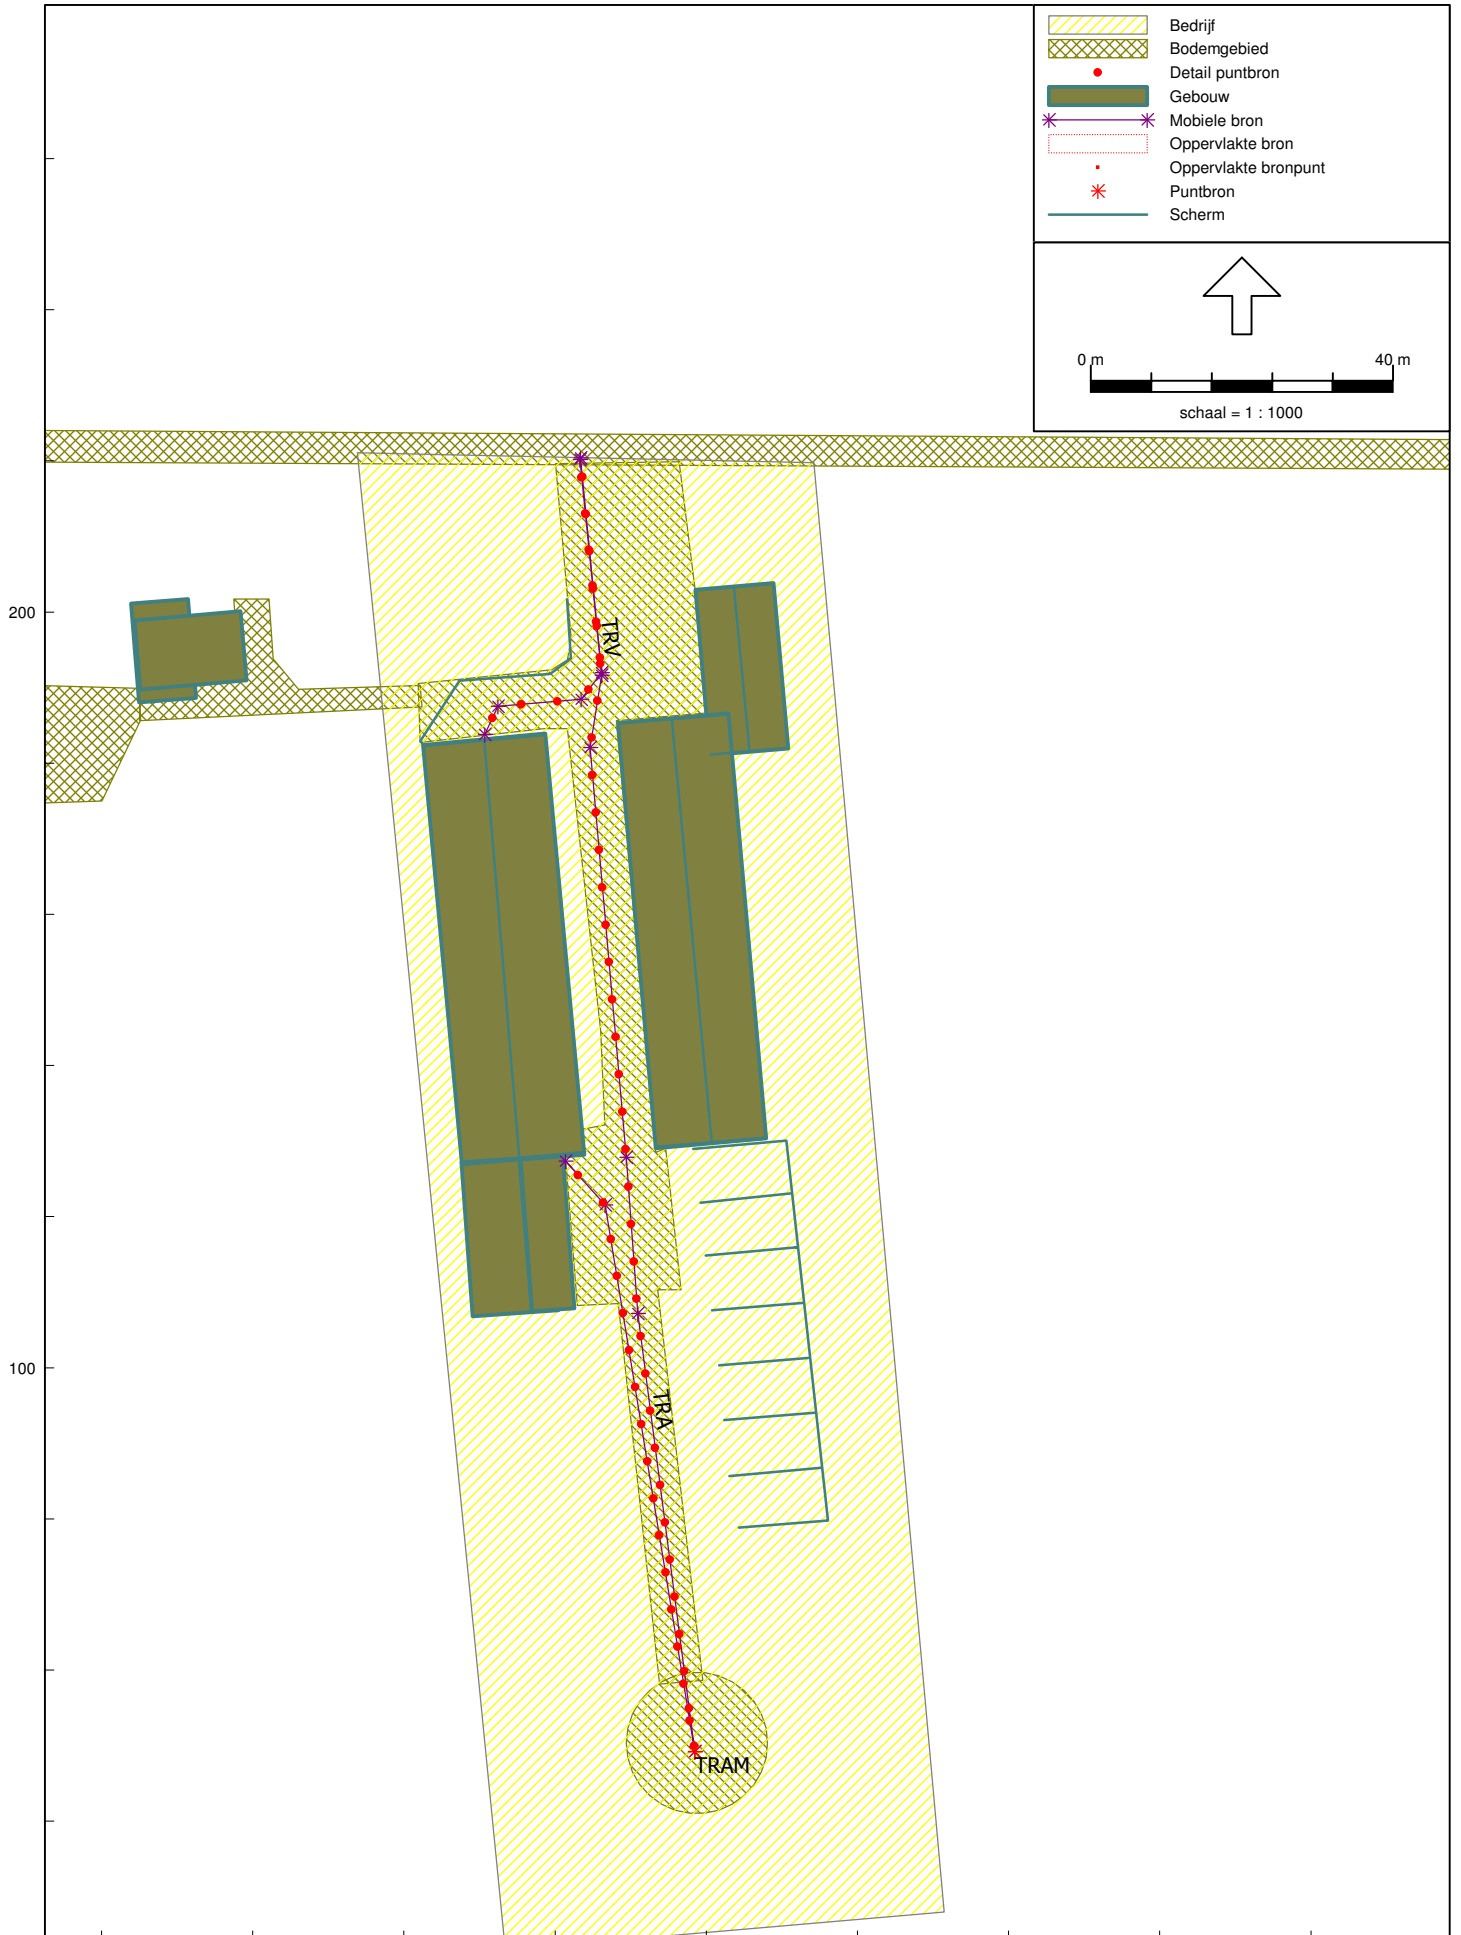 Bedrijf
Bodemgebied
Detail puntbron
Gebouw
Mobiele bron
Oppervlakte bron
Oppervlakte bronpunt
Puntbron
Scherm
0 m 40 m
schaal = 1 : 1000
200
TRV
100
TRA
TRAM